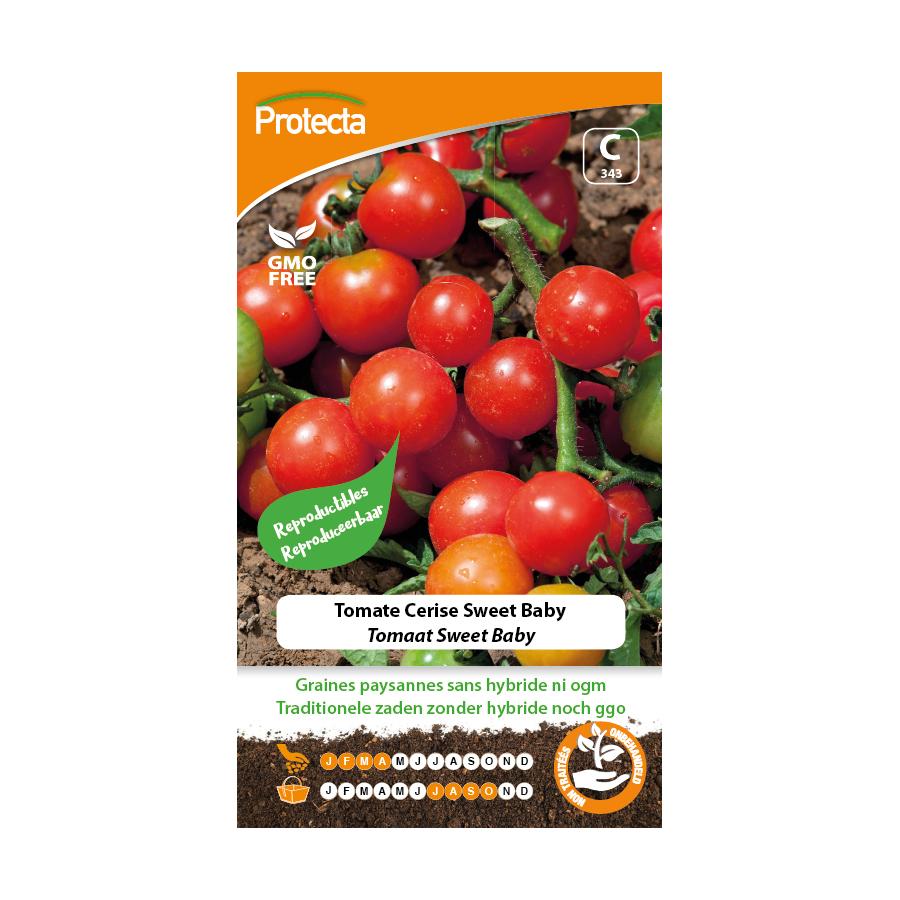 Protecta
C
343
GMO
FREE
Reproductibles
Reproduceerbaar
Tomate Cerise Sweet Baby
Tomaat Sweet Baby
Graines paysannes sans hybride ni ogm
Traditionele zaden zonder hybride noch ggo
J F M A M J J A S O N D
J F M A M J J A S O N D
NON TRAITÉES
ONBEHANDELD